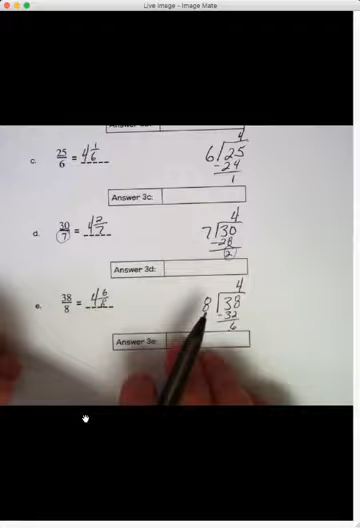 Live Image - Image Mate
c. 25/6 = 4 1/6
4
6 25
-24
1
Answer 3c:
d. 30/7 = 4 2/7
4
7 30
-28
2
Answer 3d:
e. 38/8 = 4 6/
4
8 38
-32
6
Answer 3e: